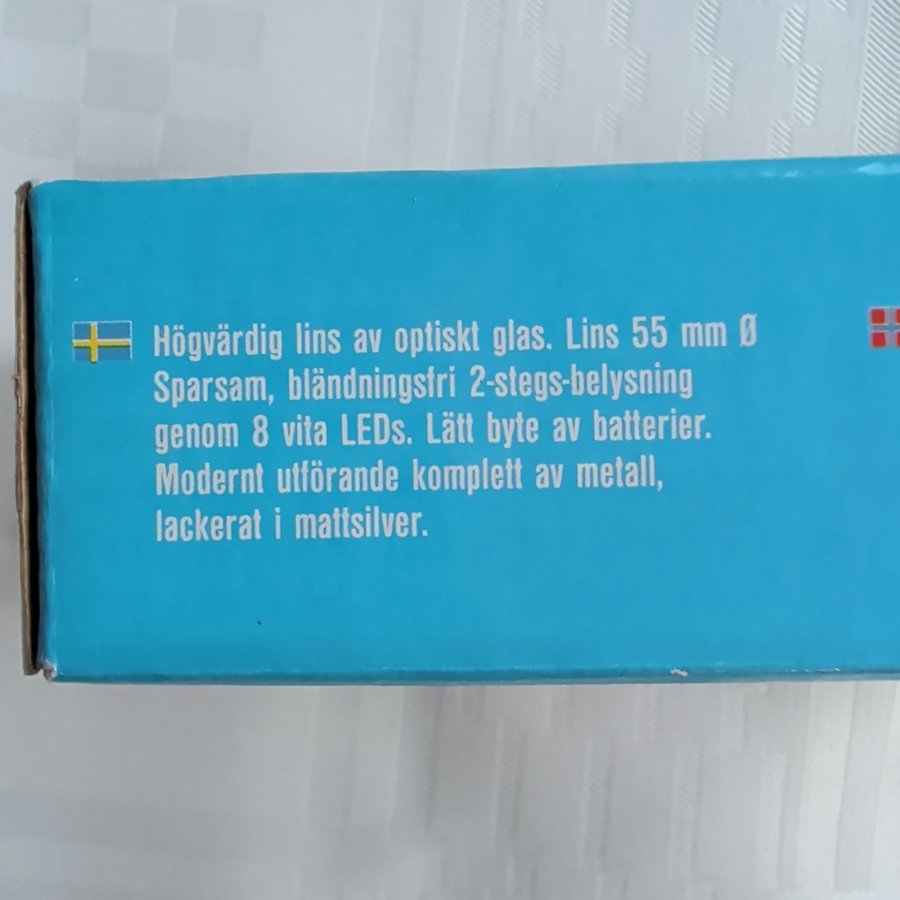 Högvärdig lins av optiskt glas. Lins 55 mm Ø
Sparsam, bländningsfri 2-stegs-belysning
genom 8 vita LEDs. Lätt byte av batterier.
Modernt utförande komplett av metall,
lackerat i mattsilver.